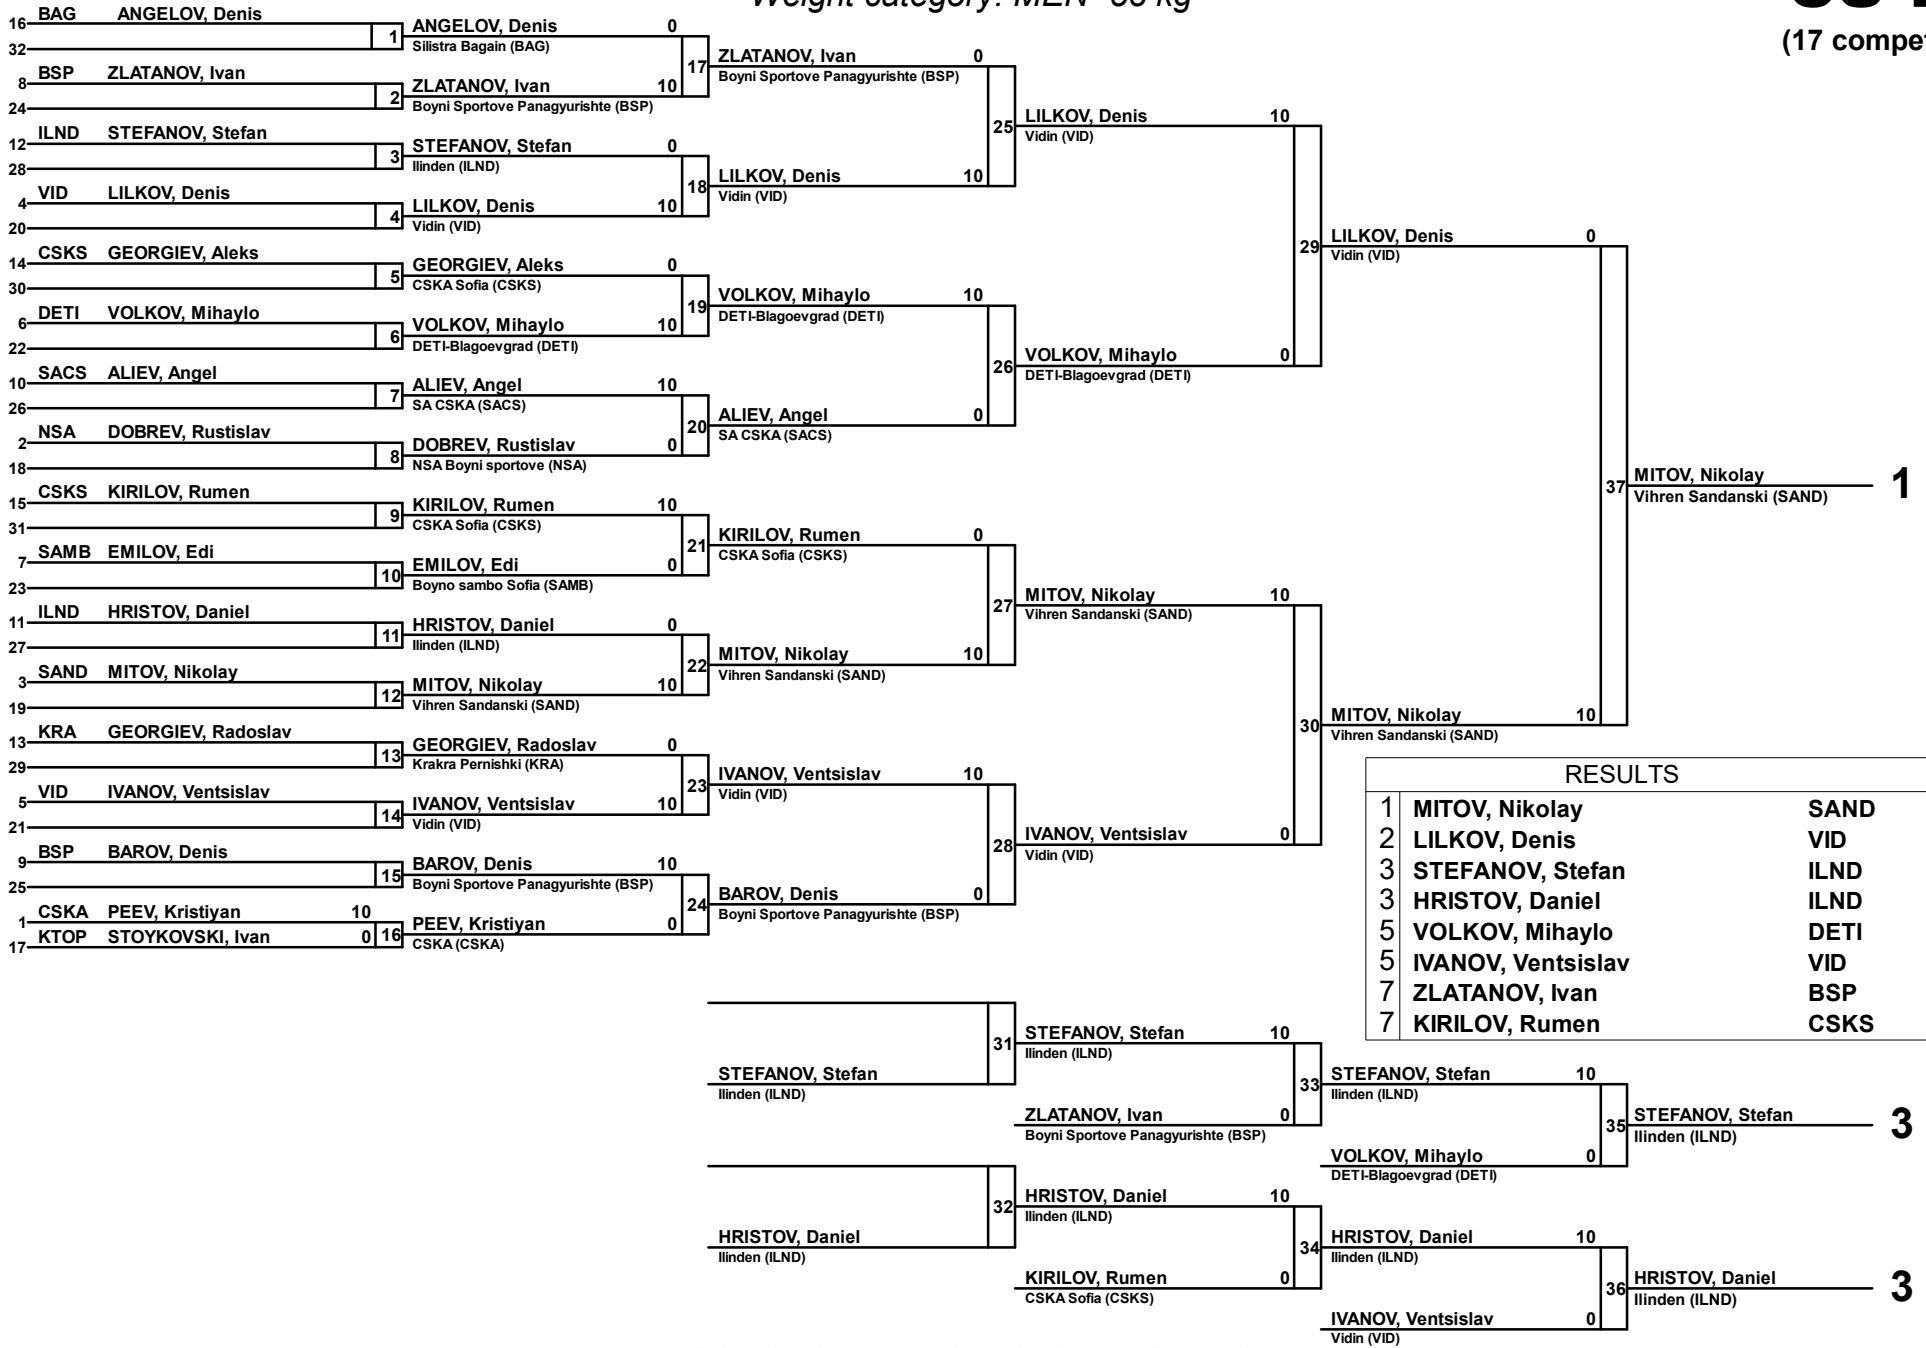 (17
16 BAG ANGELOV, Denis
32
8 BSP ZLATANOV, Ivan
24
12 ILND STEFANOV, Stefan
28
4 VID LILKOV, Denis
20
14 CSKS GEORGIEV, Aleks
30
6 DETI VOLKOV, Mihaylo
22
10 SACS ALIEV, Angel
26
2 NSA DOBREV, Rustislav
18
15 CSKS KIRILOV, Rumen
31
7 SAMB EMILOV, Edi
23
11 ILND HRISTOV, Daniel
27
3 SAND MITOV, Nikolay
19
13 KRA GEORGIEV, Radoslav
29
5 VID IVANOV, Ventsislav
21
9 BSP BAROV, Denis
25
1 CSKA PEEV, Kristiyan 10
17 KTOP STOYKOVSKI, Ivan 0
1 ANGELOV, Denis 0
Silistra Bagain (BAG)
2 ZLATANOV, Ivan 10
Boyni Sportove Panagyurishte (BSP)
3 STEFANOV, Stefan 0
Ilinden (ILND)
4 LILKOV, Denis 10
Vidin (VID)
5 GEORGIEV, Aleks 0
CSKA Sofia (CSKS)
6 VOLKOV, Mihaylo 10
DETI-Blagoevgrad (DETI)
7 ALIEV, Angel 10
SA CSKA (SACS)
8 DOBREV, Rustislav 0
NSA Boyni sportove (NSA)
9 KIRILOV, Rumen 10
CSKA Sofia (CSKS)
10 EMILOV, Edi 0
Boyno sambo Sofia (SAMB)
11 HRISTOV, Daniel 0
Ilinden (ILND)
12 MITOV, Nikolay 10
Vihren Sandanski (SAND)
13 GEORGIEV, Radoslav 0
Krakra Pernishki (KRA)
14 IVANOV, Ventsislav 10
Vidin (VID)
15 BAROV, Denis 10
Boyni Sportove Panagyurishte (BSP)
16 PEEV, Kristiyan 0
CSKA (CSKA)
17 ZLATANOV, Ivan 0
Boyni Sportove Panagyurishte (BSP)
18 LILKOV, Denis 10
Vidin (VID)
19 VOLKOV, Mihaylo 10
DETI-Blagoevgrad (DETI)
20 ALIEV, Angel 0
SA CSKA (SACS)
21 KIRILOV, Rumen 0
CSKA Sofia (CSKS)
22 MITOV, Nikolay 10
Vihren Sandanski (SAND)
23 IVANOV, Ventsislav 10
Vidin (VID)
24 BAROV, Denis 0
Boyni Sportove Panagyurishte (BSP)
25 LILKOV, Denis 10
Vidin (VID)
26 VOLKOV, Mihaylo 0
DETI-Blagoevgrad (DETI)
27 MITOV, Nikolay 10
Vihren Sandanski (SAND)
28 IVANOV, Ventsislav 0
Vidin (VID)
29 LILKOV, Denis 0
Vidin (VID)
30 MITOV, Nikolay 10
Vihren Sandanski (SAND)
37 MITOV, Nikolay 1
Vihren Sandanski (SAND)
RESULTS
1 MITOV, Nikolay SAND
2 LILKOV, Denis VID
3 STEFANOV, Stefan ILND
3 HRISTOV, Daniel ILND
5 VOLKOV, Mihaylo DETI
5 IVANOV, Ventsislav VID
7 ZLATANOV, Ivan BSP
7 KIRILOV, Rumen CSKS
STEFANOV, Stefan
Ilinden (ILND)
31 STEFANOV, Stefan 10
Ilinden (ILND)
ZLATANOV, Ivan 0
Boyni Sportove Panagyurishte (BSP)
33 STEFANOV, Stefan 10
Ilinden (ILND)
VOLKOV, Mihaylo 0
DETI-Blagoevgrad (DETI)
35 STEFANOV, Stefan 3
Ilinden (ILND)
HRISTOV, Daniel
Ilinden (ILND)
32 HRISTOV, Daniel 10
Ilinden (ILND)
KIRILOV, Rumen 0
CSKA Sofia (CSKS)
34 HRISTOV, Daniel 10
Ilinden (ILND)
IVANOV, Ventsislav 0
Vidin (VID)
36 HRISTOV, Daniel 3
Ilinden (ILND)